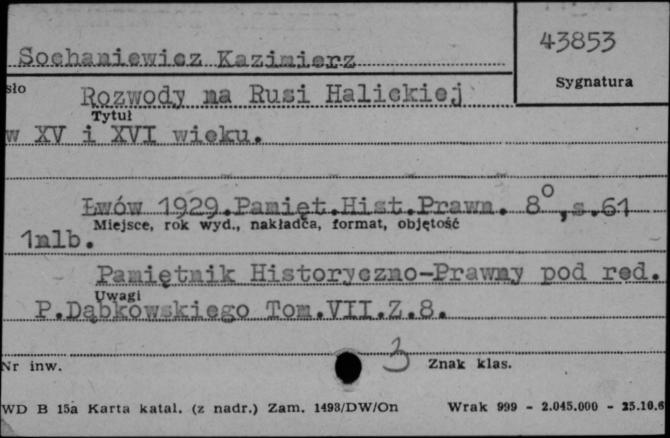 43853
Sochaniewicz Kazimierz
Sygnatura
sło
Rozwody na Rusi Halickiej
Tytuł
w XV i XVI wieku.
Lwów 1929.Pamięt.Hist.Prawn. 8°,s.61
Miejsce, rok wyd., nakładca, format, objętość
1nlb.
Pamiętnik Historyczno-Prawny pod red.
Uwagi
P.Dąbkowskiego Tom.VII.Z.8.
3
Nr inw.
Znak klas.
WD B 15a Karta katal. (z nadr.) Zam. 1493/DW/On Wrak 999 - 2.045.000 - 25.10.6